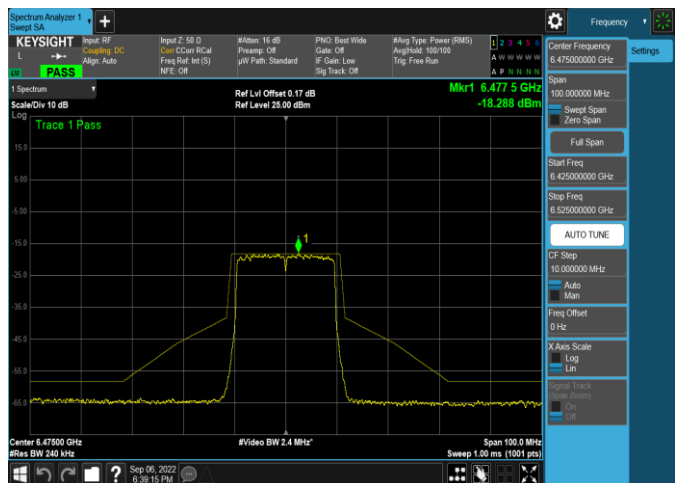 Spectrum Analyzer 1
Swept SA
Frequency
KEYSIGHT
L
PASS
Input: RF
Coupling: DC
Align: Auto
Input Z: 50 Ω
Corr CCorr RCal
Freq Ref: Int (S)
NFE: Off
#Atten: 16 dB
Preamp: Off
µW Path: Standard
PNO: Best Wide
Gate: Off
IF Gain: Low
Sig Track: Off
#Avg Type: Power (RMS)
Avg|Hold: 100/100
Trig: Free Run
1 2 3 4 5 6
A W W W W W
A P N N N N
1 Spectrum
Scale/Div 10 dB
Log
Ref Lvl Offset 0.17 dB
Ref Level 25.00 dBm
Mkr1 6.477 5 GHz
-18.288 dBm
Trace 1 Pass
15.0
5.00
-5.00
-15.0
-25.0
-35.0
-45.0
-55.0
-65.0
1
Center 6.47500 GHz
#Res BW 240 kHz
#Video BW 2.4 MHz*
Span 100.0 MHz
Sweep 1.00 ms (1001 pts)
Center Frequency
6.475000000 GHz
Settings
Span
100.000000 MHz
Swept Span
Zero Span
Full Span
Start Freq
6.425000000 GHz
Stop Freq
6.525000000 GHz
AUTO TUNE
CF Step
10.000000 MHz
Auto
Man
Freq Offset
0 Hz
X Axis Scale
Log
Lin
Signal Track
(Span Zoom)
On
Off
?
Sep 06, 2022
6:39:15 PM